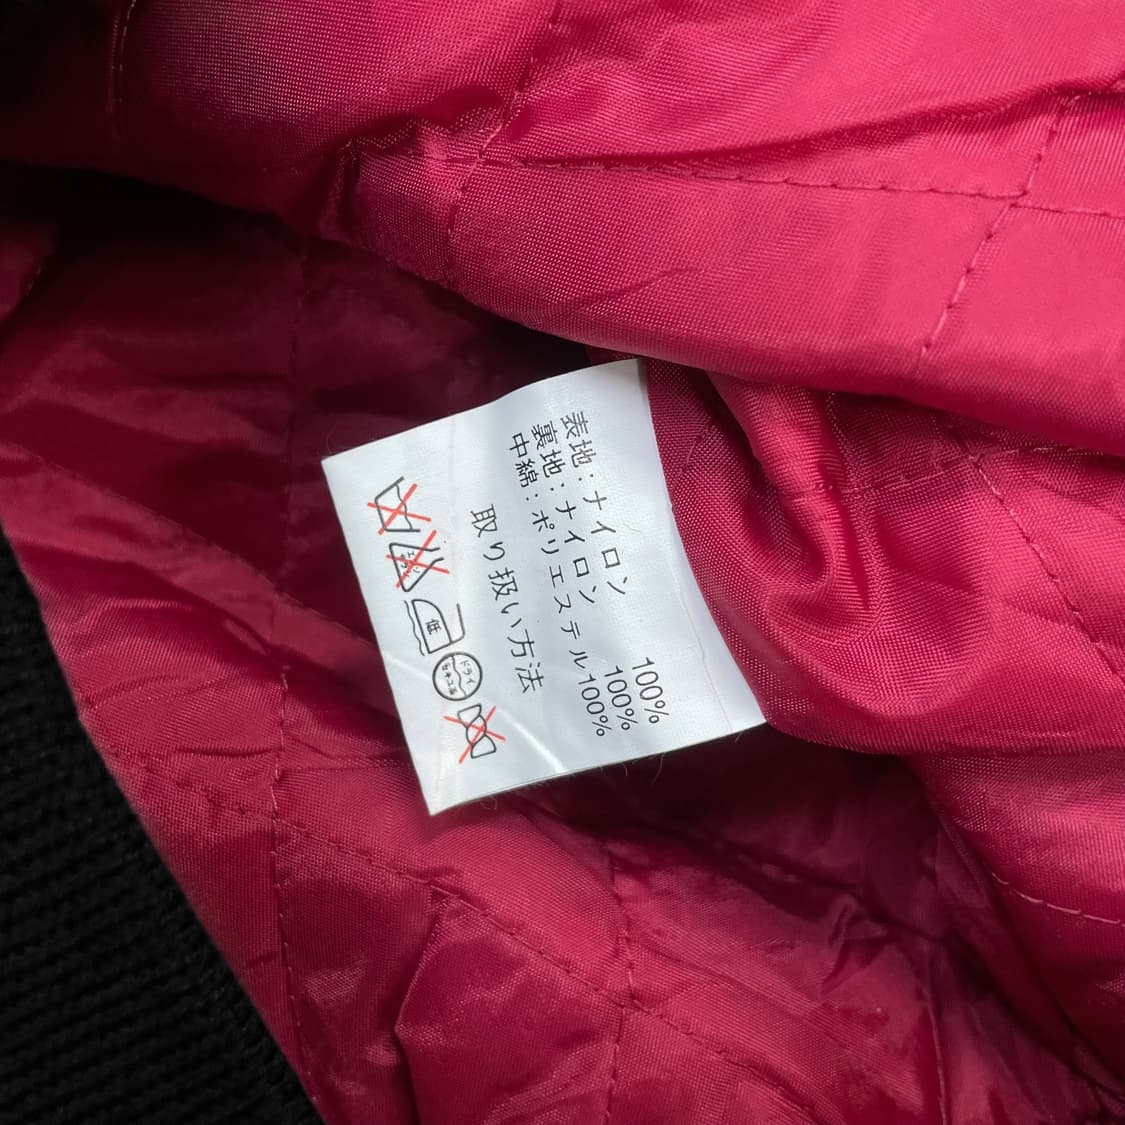 表地：ナイロン 100%
裏地：ナイロン 100%
中綿：ポリエステル100%
取り扱い方法
低
ドライ